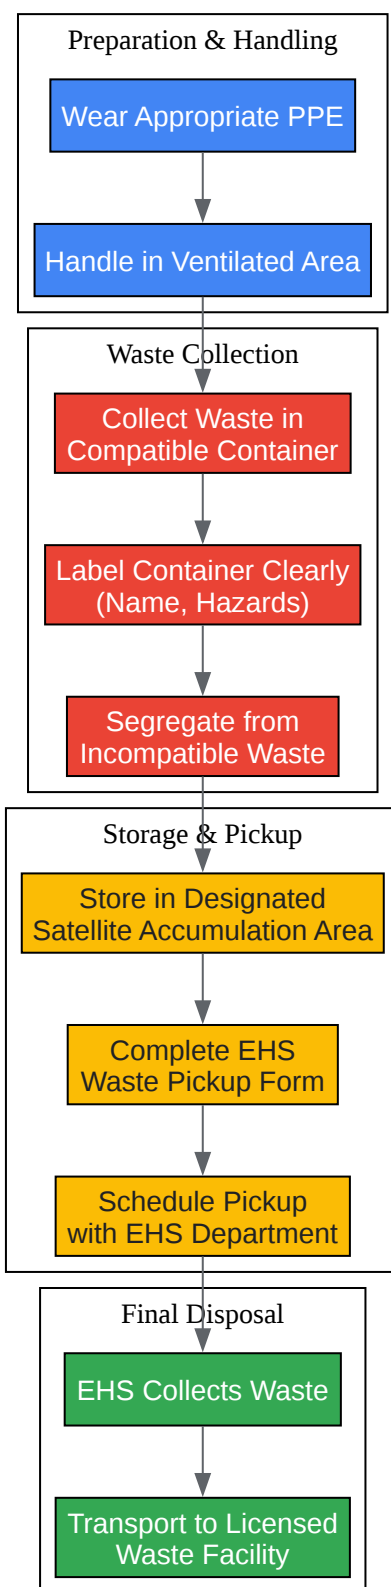 Preparation & Handling
Wear Appropriate PPE
Handle in Ventilated Area
Waste Collection
Collect Waste in
Compatible Container
Label Container Clearly
(Name, Hazards)
Segregate from
Incompatible Waste
Storage & Pickup
Store in Designated
Satellite Accumulation Area
Complete EHS
Waste Pickup Form
Schedule Pickup
with EHS Department
Final Disposal
EHS Collects Waste
Transport to Licensed
Waste Facility